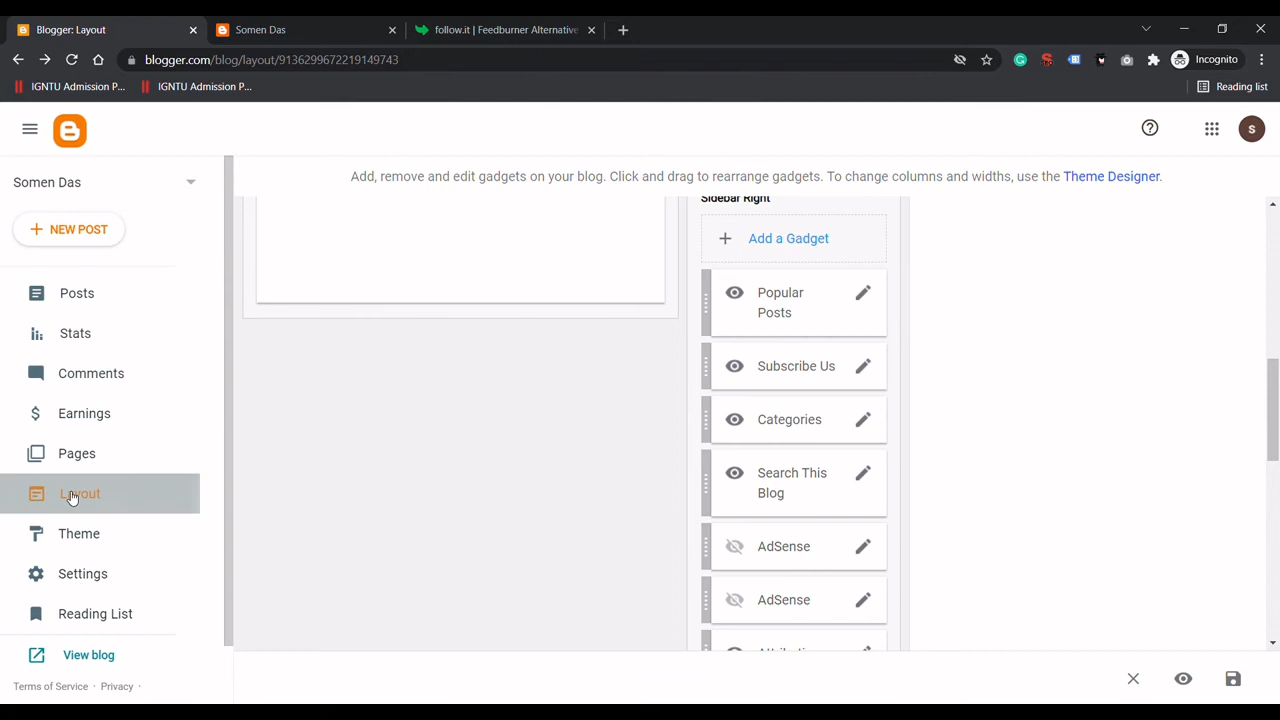 Blogger: Layout
Somen Das
follow.it | Feedburner Alternative
blogger.com/blog/layout/9136299672219149743
Incognito
IGNTU Admission P...
IGNTU Admission P...
Reading list
S
Somen Das
Add, remove and edit gadgets on your blog. Click and drag to rearrange gadgets. To change columns and widths, use the Theme Designer.
+ NEW POST
Posts
Stats
Comments
Earnings
Pages
Layout
Theme
Settings
Reading List
View blog
Terms of Service · Privacy ·
Sidebar Right
+ Add a Gadget
Popular
Posts
Subscribe Us
Categories
Search This
Blog
AdSense
AdSense